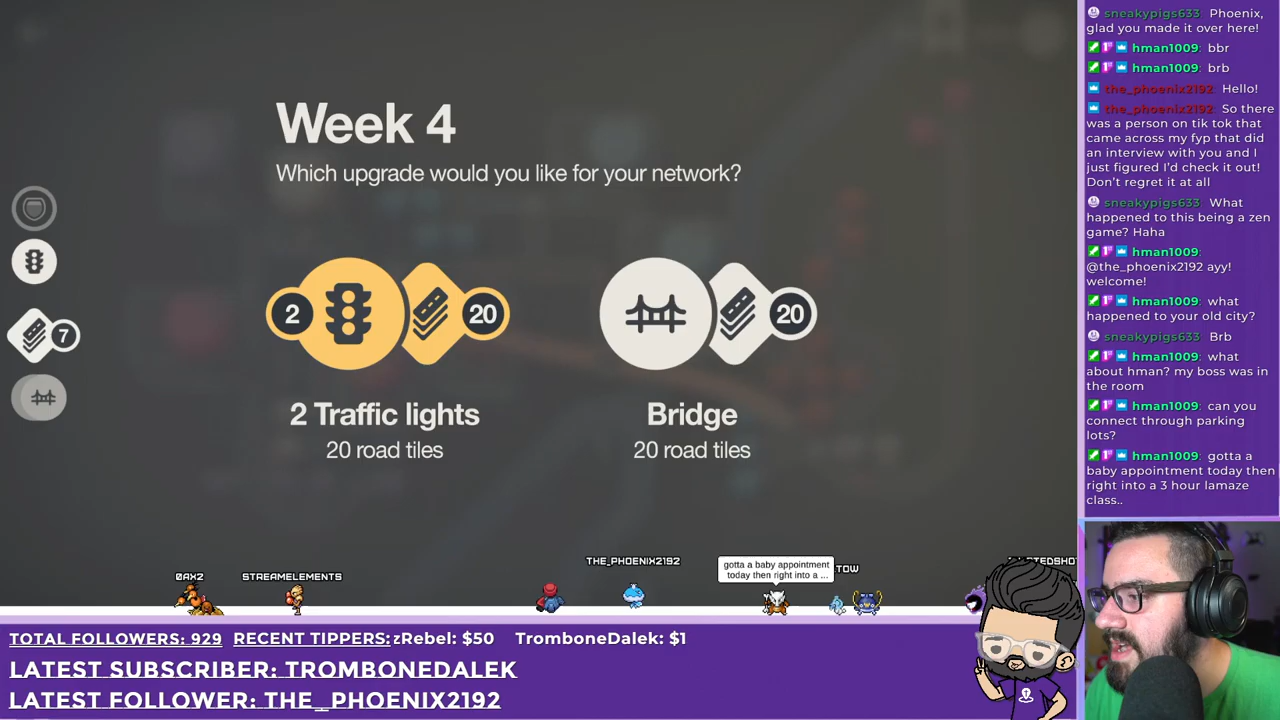 Week 4
Which upgrade would you like for your network?
2
20
20
2 Traffic lights
Bridge
20 road tiles
20 road tiles
7
sneakypigs633 Phoenix,
glad you made it over here!
hman1009: bbr
hman1009: brb
the_phoenix2192: Hello!
the_phoenix2192: So there
was a person on tik tok that
came across my fyp that did
an interview with you and I
just figured I'd check it out!
Don't regret it at all
sneakypigs633 What
happened to this being a zen
game? Haha
hman1009:
@the_phoenix2192 ayy!
welcome!
hman1009: what
happened to your old city?
sneakypigs633: Brb
hman1009: what
about hman? my boss was in
the room
hman1009: can you
connect through parking
lots?
hman1009: gotta a
baby appointment today then
right into a 3 hour lamaze
class..
0AX2
STREAMELEMENTS
THE_PHOENIX2192
gotta a baby appointment
today then right into a ...
TOTAL FOLLOWERS: 929 RECENT TIPPERS: zRebel: $50 TromboneDalek: $1
LATEST SUBSCRIBER: TROMBONEDALEK
LATEST FOLLOWER: THE_PHOENIX2192